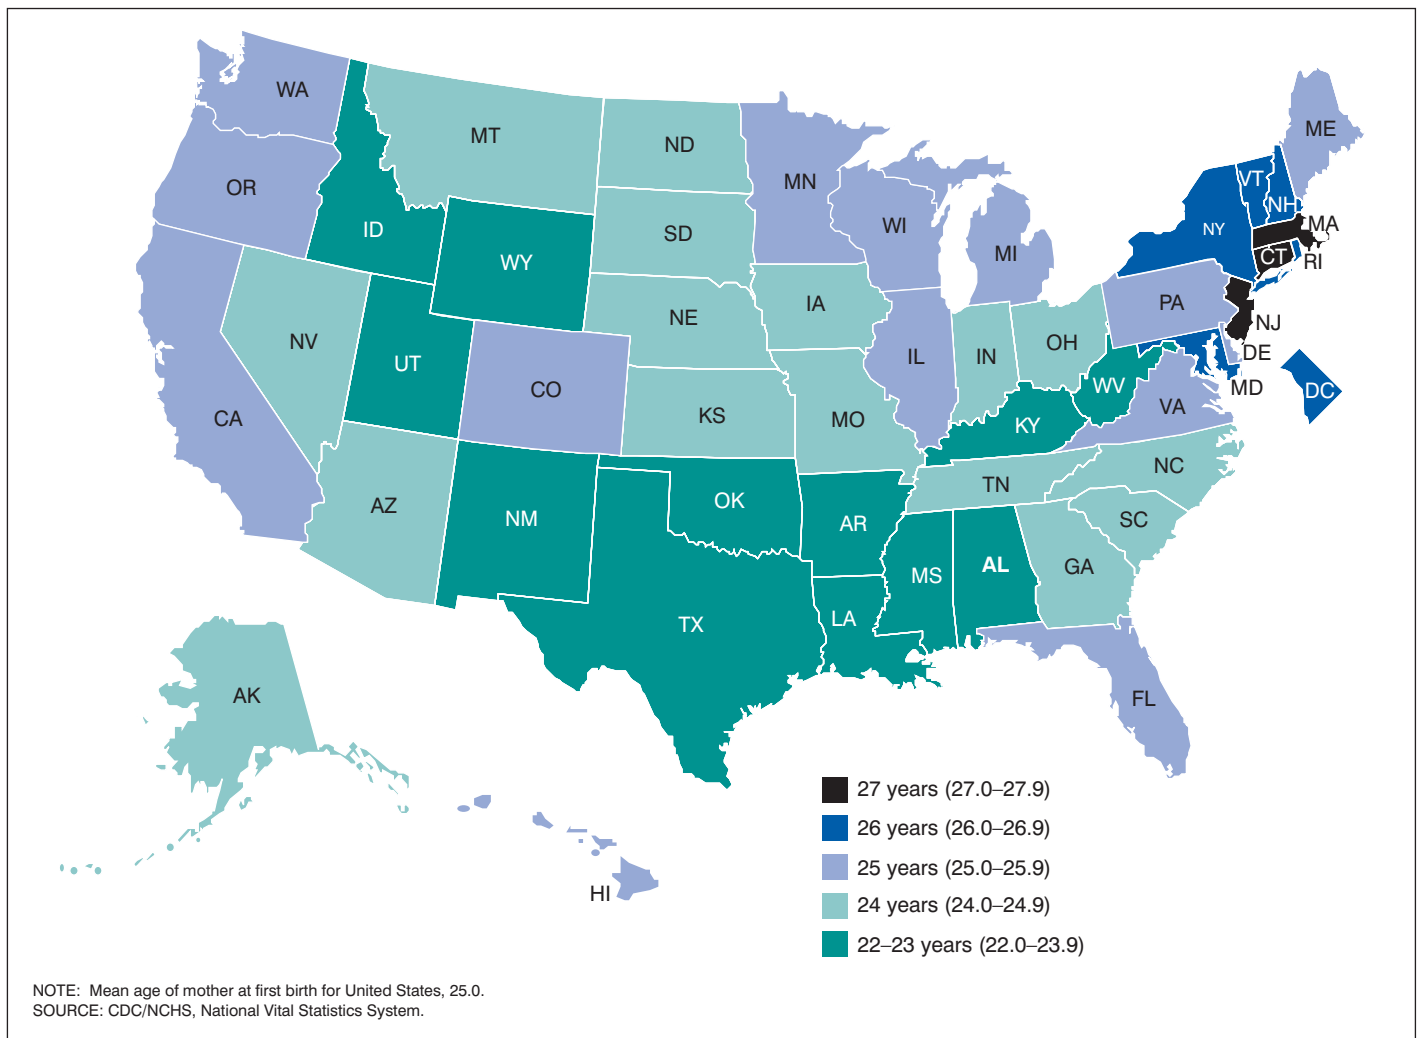 WA
MT
ND
ME
OR
MN
VT
ID
SD
WI
NH
MA
NY
WY
MI
CT
RI
IA
PA
NE
NJ
NV
UT
IL
IN
OH
DE
CO
WV
MD
DC
CA
KS
MO
KY
VA
NC
AZ
TN
NM
OK
AR
SC
MS
AL
GA
TX
LA
AK
FL
HI
27 years (27.0–27.9)
26 years (26.0–26.9)
25 years (25.0–25.9)
24 years (24.0–24.9)
22–23 years (22.0–23.9)
NOTE: Mean age of mother at first birth for United States, 25.0.
SOURCE: CDC/NCHS, National Vital Statistics System.